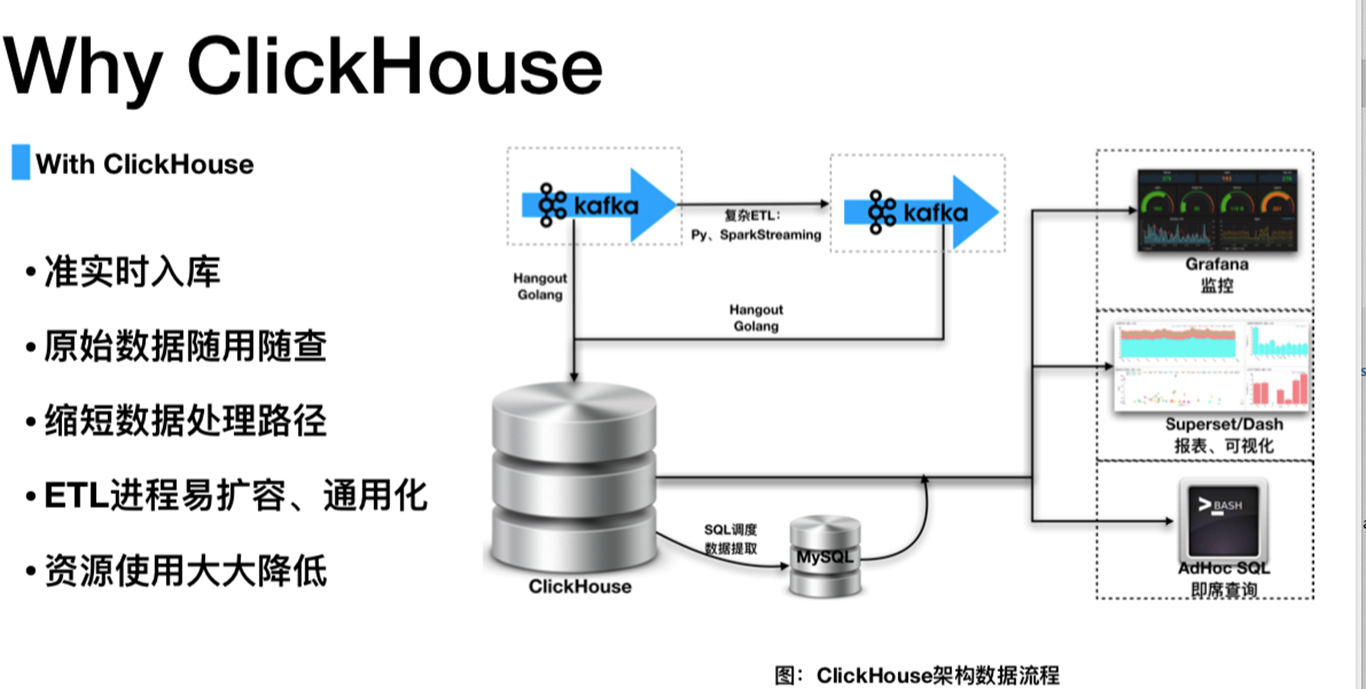 Why ClickHouse
With ClickHouse
•准实时入库
•原始数据随用随查
•缩短数据处理路径
•ETL进程易扩容、通用化
•资源使用大大降低
kafka
复杂ETL：
Py、SparkStreaming
kafka
Hangout
Golang
Hangout
Golang
ClickHouse
SQL调度
数据提取
MySQL
Grafana
监控
Superset/Dash
报表、可视化
BASH
AdHoc SQL
即席查询
图：ClickHouse架构数据流程